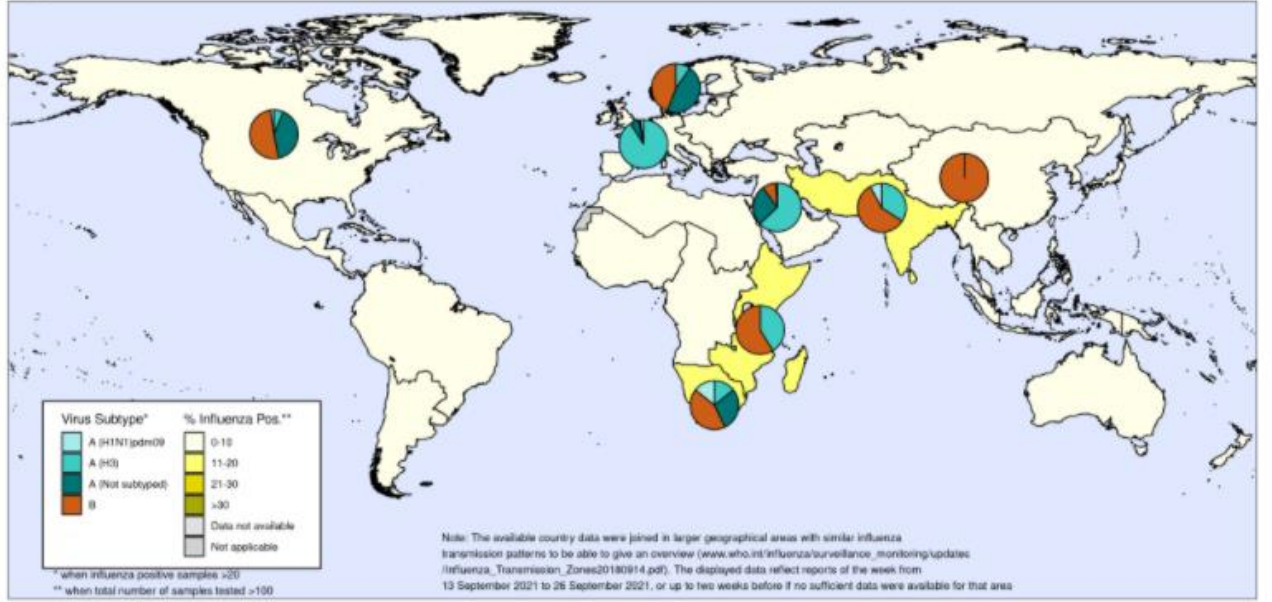 Virus Subtype*
A (H1N1)pdm09
A (H3)
A (Not subtyped)
B
% Influenza Pos.**
0-10
11-20
21-30
>30
Data not available
Not applicable
* when influenza positive samples >20
** when total number of samples tested >100
Note: The available country data were joined in larger geographical areas with similar influenza
transmission patterns to be able to give an overview (www.who.int/influenza/surveillance_monitoring/updates
/Influenza_Transmission_Zones20180914.pdf). The displayed data reflect reports of the week from
13 September 2021 to 26 September 2021, or up to two weeks before if no sufficient data were available for that area